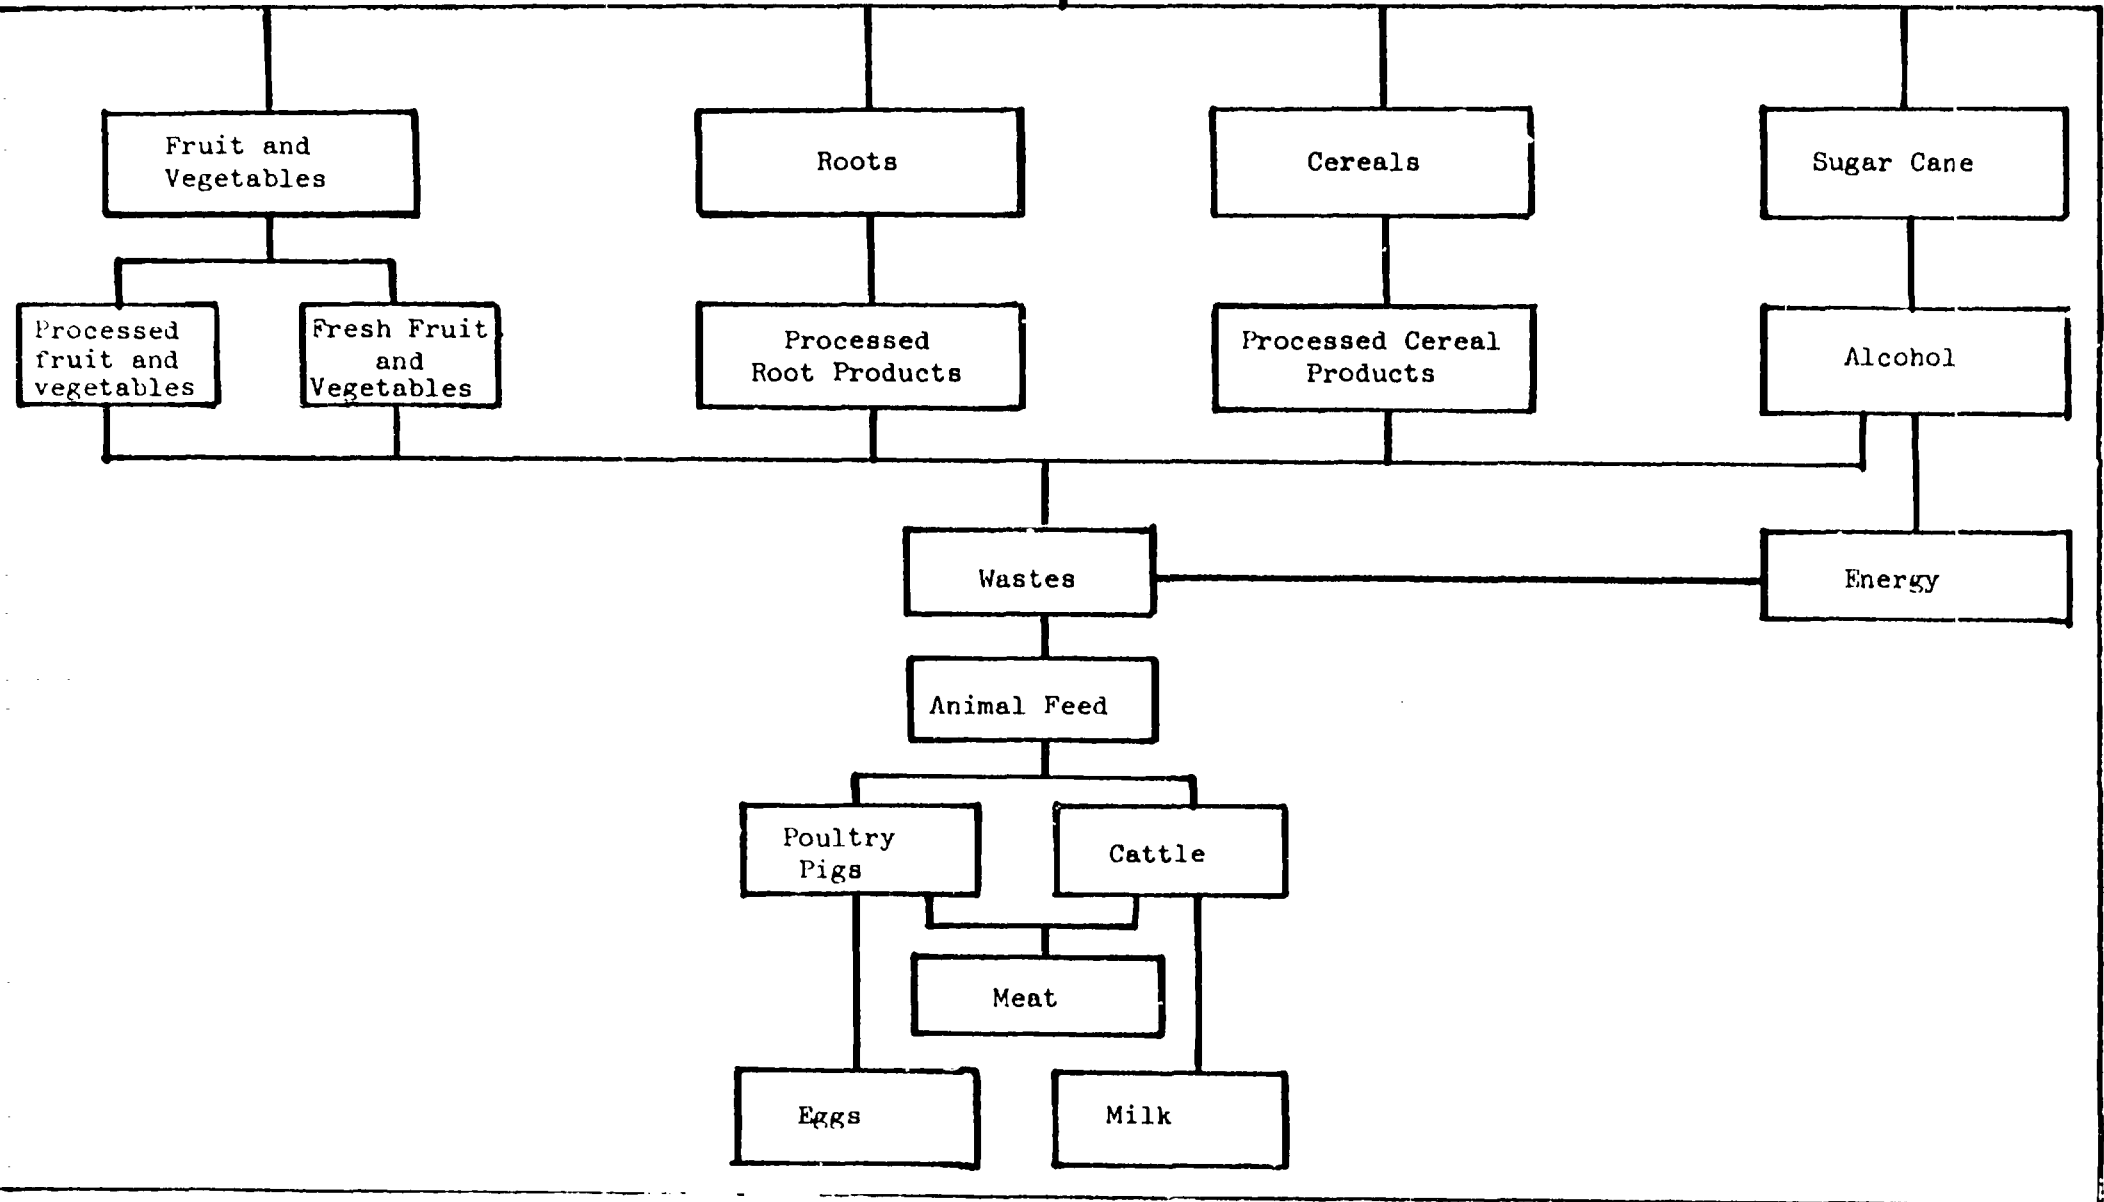 Fruit and
Vegetables
Roots
Cereals
Sugar Cane
Processed
fruit and
vegetables
Fresh Fruit
and
Vegetables
Processed
Root Products
Processed Cereal
Products
Alcohol
Wastes
Energy
Animal Feed
Poultry
Pigs
Cattle
Meat
Eggs
Milk